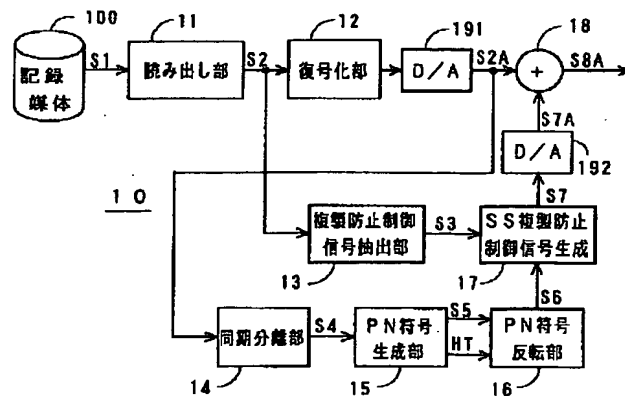 100
11
12
191
18
記録
媒体
S1
読み出し部
S2
復号化部
D/A
S2A
+
S8A
S7A
D/A
192
10
複製防止制御
信号抽出部
S3
13
S7
SS複製防止
制御信号生成
17
S6
同期分離部
S4
14
PN符号
生成部
15
S5
HT
PN符号
反転部
16